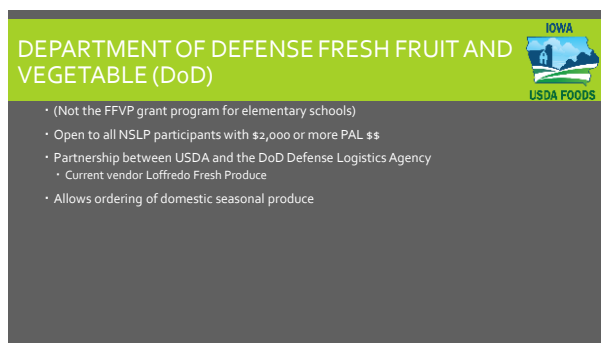 DEPARTMENT OF DEFENSE FRESH FRUIT AND
VEGETABLE (DoD)
IOWA
USDA FOODS
• (Not the FFVP grant program for elementary schools)
• Open to all NSLP participants with $2,000 or more PAL $$
• Partnership between USDA and the DoD Defense Logistics Agency
• Current vendor Loffredo Fresh Produce
• Allows ordering of domestic seasonal produce